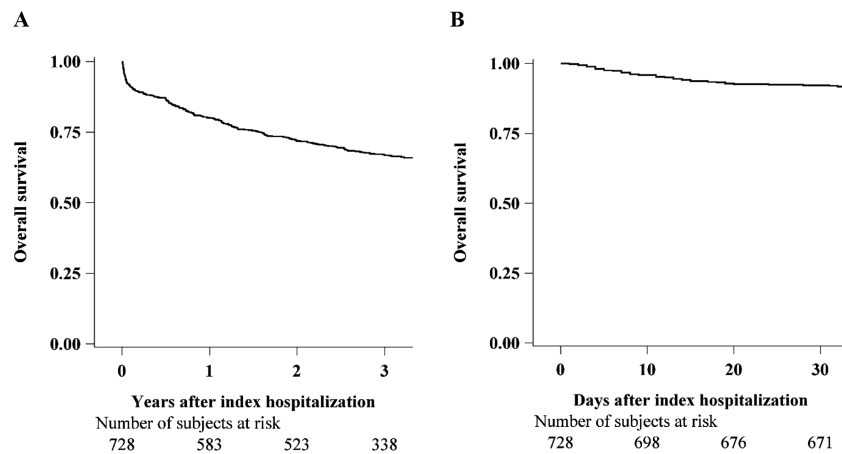 A
1.00
0.75
0.50
0.25
0.00
Overall survival
0 1 2 3
Years after index hospitalization
Number of subjects at risk
728 583 523 338
B
1.00
0.75
0.50
0.25
0.00
Overall survival
0 10 20 30
Days after index hospitalization
Number of subjects at risk
728 698 676 671